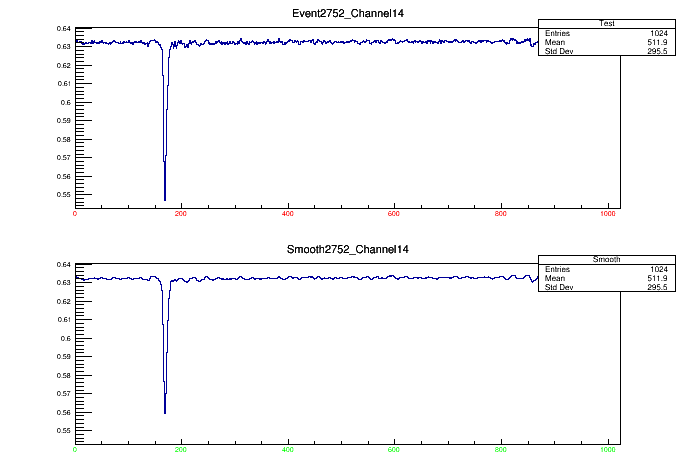 Event2752_Channel14
Test
Entries 1024
Mean 511.9
Std Dev 295.5
0.64
0.63
0.62
0.61
0.6
0.59
0.58
0.57
0.56
0.55
0 200 400 600 800 1000
Smooth2752_Channel14
Smooth
Entries 1024
Mean 511.9
Std Dev 295.5
0.64
0.63
0.62
0.61
0.6
0.59
0.58
0.57
0.56
0.55
0 200 400 600 800 1000